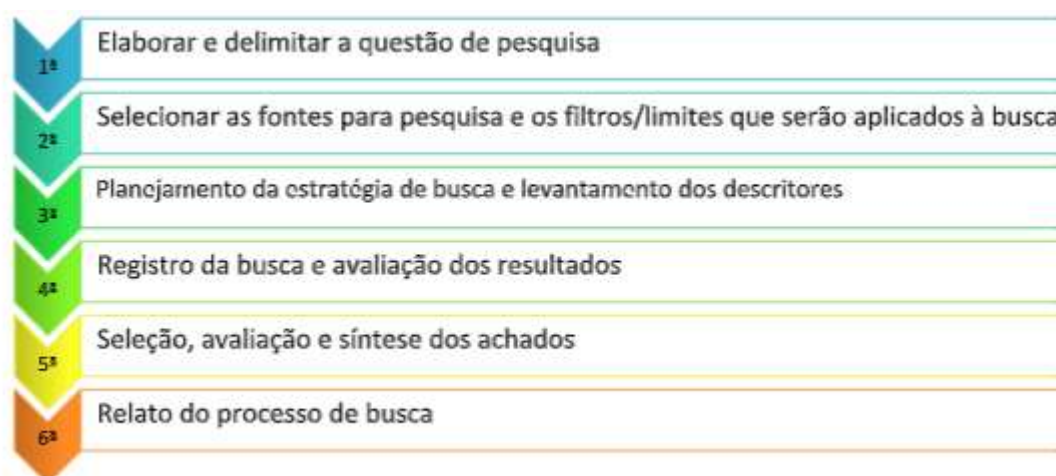 1ª Elaborar e delimitar a questão de pesquisa
2ª Selecionar as fontes para pesquisa e os filtros/limites que serão aplicados à busca
3ª Planejamento da estratégia de busca e levantamento dos descritores
4ª Registro da busca e avaliação dos resultados
5ª Seleção, avaliação e síntese dos achados
6ª Relato do processo de busca